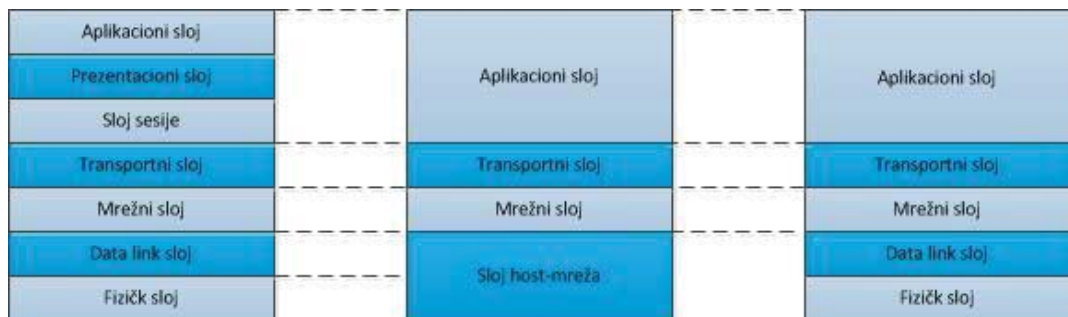 Aplikacioni sloj
Prezentacioni sloj
Sloj sesije
Transportni sloj
Mrežni sloj
Data link sloj
Fizičk sloj
Aplikacioni sloj
Transportni sloj
Mrežni sloj
Sloj host-mreža
Aplikacioni sloj
Transportni sloj
Mrežni sloj
Data link sloj
Fizičk sloj